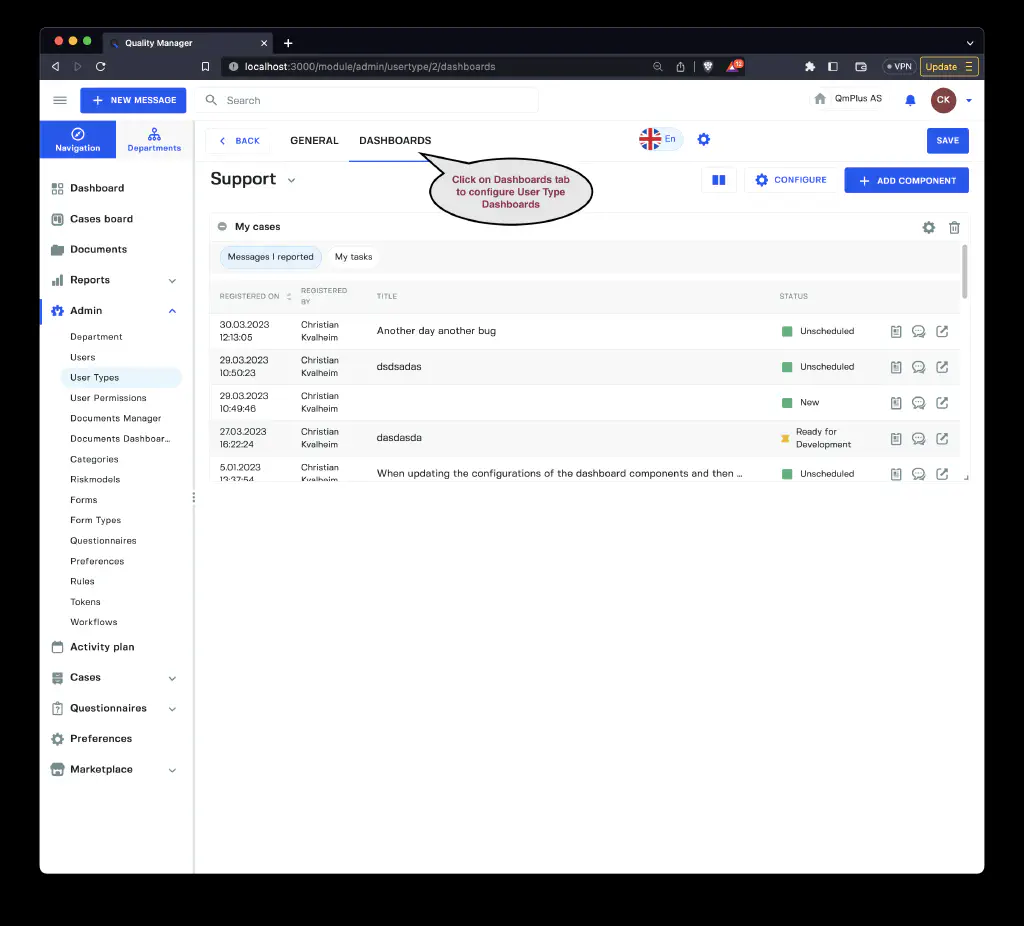 Quality Manager
localhost:3000/module/admin/usertype/2/dashboards
12
VPN
Update
NEW MESSAGE
Search
QmPlus AS
CK
Navigation
Departments
BACK
GENERAL
DASHBOARDS
En
SAVE
Click on Dashboards tab
to configure User Type
Dashboards
Support
CONFIGURE
ADD COMPONENT
Dashboard
Cases board
Documents
Reports
Admin
Department
Users
User Types
User Permissions
Documents Manager
Documents Dashboar...
Categories
Riskmodels
Forms
Form Types
Questionnaires
Preferences
Rules
Tokens
Workflows
Activity plan
Cases
Questionnaires
Preferences
Marketplace
My cases
Messages I reported
My tasks
REGISTERED ON
REGISTERED
BY
TITLE
STATUS
30.03.2023
12:13:05
Christian
Kvalheim
Another day another bug
Unscheduled
29.03.2023
10:50:23
Christian
Kvalheim
dsdsadas
Unscheduled
29.03.2023
10:49:46
Christian
Kvalheim
New
27.03.2023
16:22:24
Christian
Kvalheim
dasdasda
Ready for
Development
5.01.2023
13:37:54
Christian
Kvalheim
When updating the configurations of the dashboard components and then ...
Unscheduled